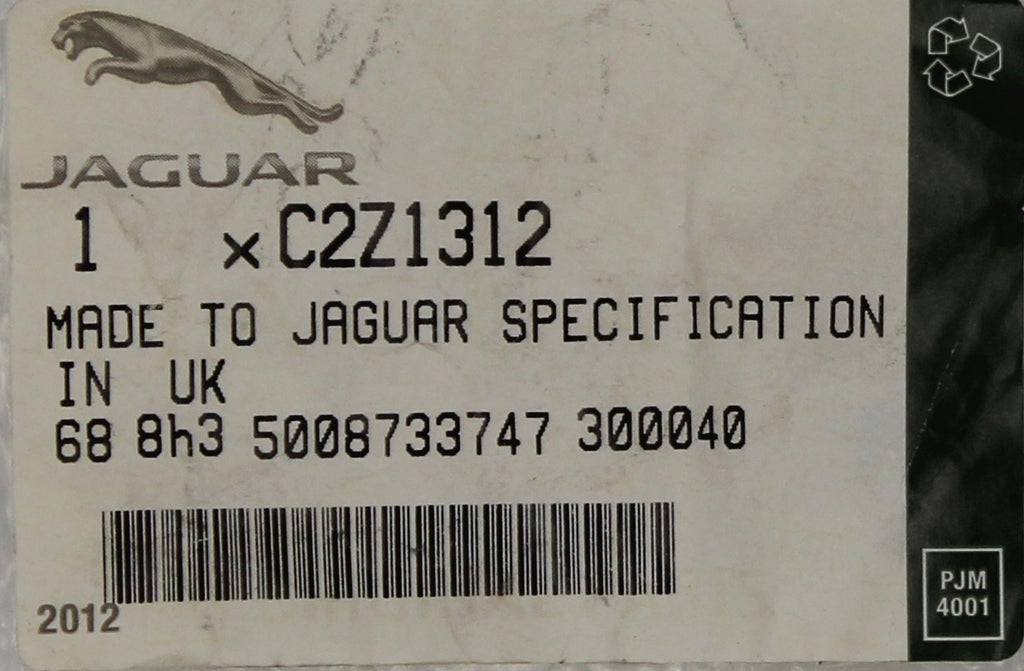 JAGUAR
1 x C2Z1312
MADE TO JAGUAR SPECIFICATION
IN UK
68 8h3 5008733747 300040
2012
PJM
4001